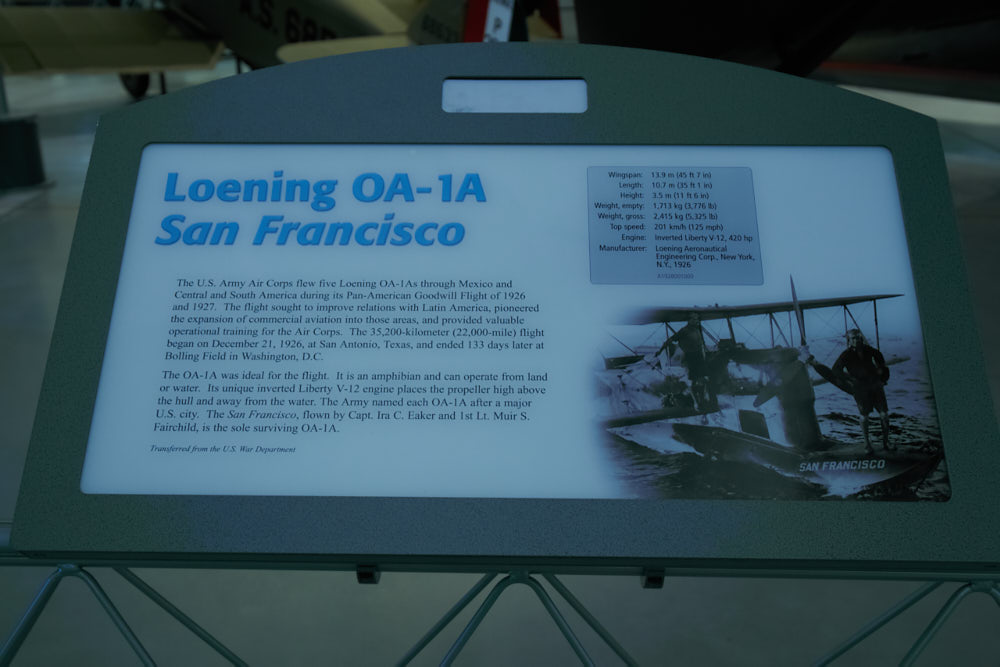 A.S. 68
Loening OA-1A
San Francisco
Wingspan: 13.9 m (45 ft 7 in)
Length: 10.7 m (35 ft 1 in)
Height: 3.5 m (11 ft 6 in)
Weight, empty: 1,713 kg (3,776 lb)
Weight, gross: 2,415 kg (5,325 lb)
Top speed: 201 km/h (125 mph)
Engine: Inverted Liberty V-12, 420 hp
Manufacturer: Loening Aeronautical
Engineering Corp., New York,
N.Y., 1926
The U.S. Army Air Corps flew five Loening OA-1As through Mexico and
Central and South America during its Pan-American Goodwill Flight of 1926
and 1927. The flight sought to improve relations with Latin America, pioneered
the expansion of commercial aviation into those areas, and provided valuable
operational training for the Air Corps. The 35,200-kilometer (22,000-mile) flight
began on December 21, 1926, at San Antonio, Texas, and ended 133 days later at
Bolling Field in Washington, D.C.
The OA-1A was ideal for the flight. It is an amphibian and can operate from land
or water. Its unique inverted Liberty V-12 engine places the propeller high above
the hull and away from the water. The Army named each OA-1A after a major
U.S. city. The San Francisco, flown by Capt. Ira C. Eaker and 1st Lt. Muir S.
Fairchild, is the sole surviving OA-1A.
Transferred from the U.S. War Department
SAN FRANCISCO